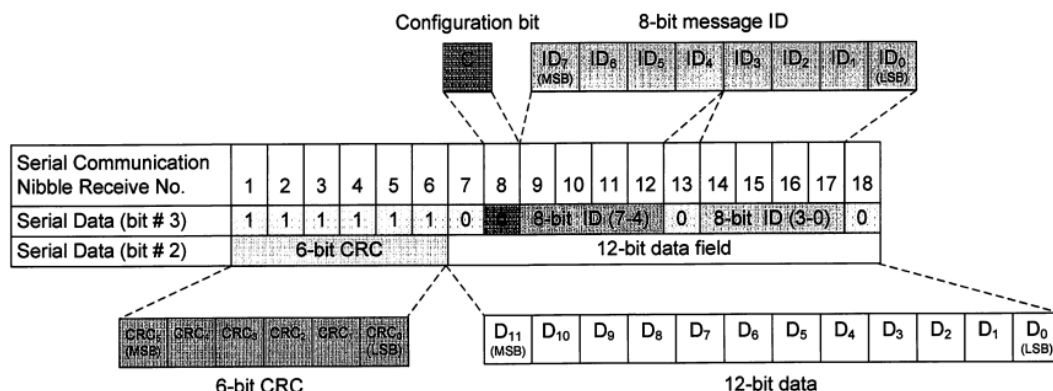 Configuration bit 8-bit message ID
C ID7 ID6 ID5 ID4 ID3 ID2 ID1 ID0
(MSB) (LSB)
Serial Communication
Nibble Receive No. 1 2 3 4 5 6 7 8 9 10 11 12 13 14 15 16 17 18
Serial Data (bit # 3) 1 1 1 1 1 1 0 8-bit ID (7-4) 0 8-bit ID (3-0) 0
Serial Data (bit # 2) 6-bit CRC 12-bit data field
CRC5 CRC4 CRC3 CRC2 CRC1 CRC0 D11 D10 D9 D8 D7 D6 D5 D4 D3 D2 D1 D0
(MSB) (LSB) (MSB) (LSB)
6-bit CRC 12-bit data